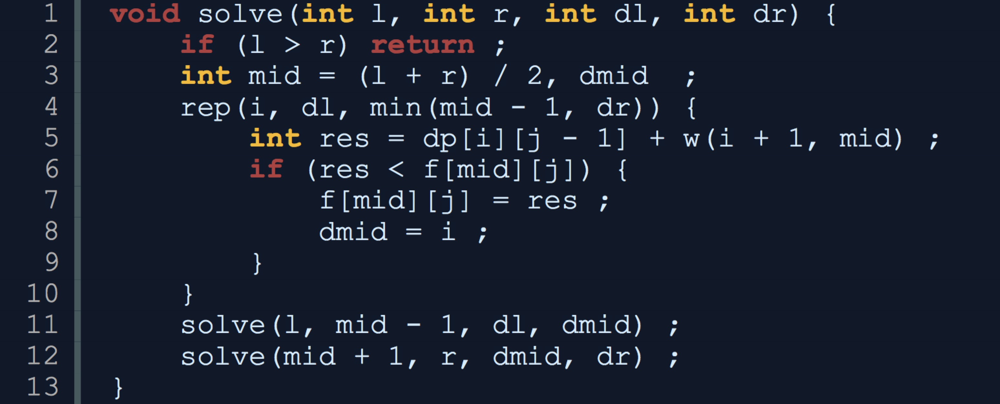 1 void solve(int l, int r, int dl, int dr) {
2 if (l > r) return ;
3 int mid = (l + r) / 2, dmid  ;
4 rep(i, dl, min(mid - 1, dr)) {
5 int res = dp[i][j - 1] + w(i + 1, mid) ;
6 if (res < f[mid][j]) {
7 f[mid][j] = res ;
8 dmid = i ;
9 }
10 }
11 solve(l, mid - 1, dl, dmid) ;
12 solve(mid + 1, r, dmid, dr) ;
13 }